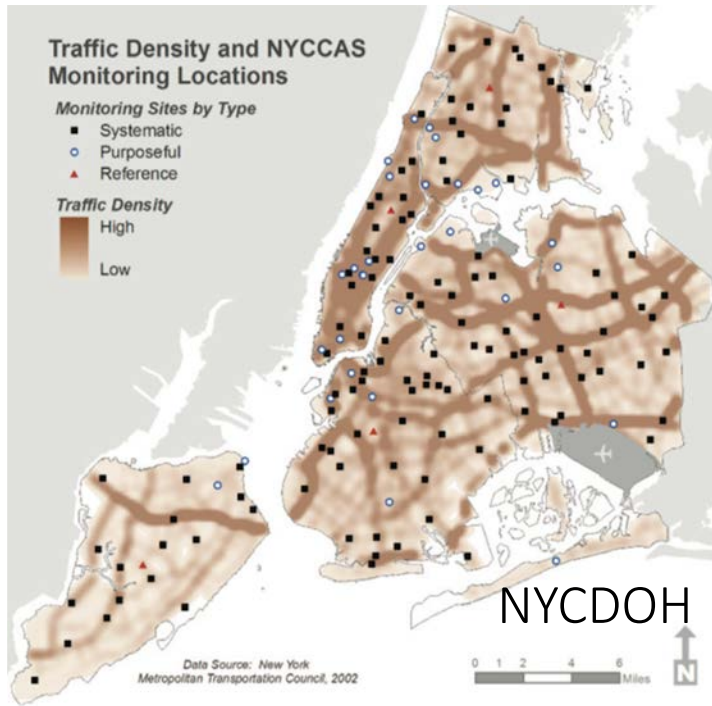 Traffic Density and NYCCAS
Monitoring Locations
Monitoring Sites by Type
Systematic
Purposeful
Reference
Traffic Density
High
Low
NYCDOH
Data Source: New York
Metropolitan Transportation Council, 2002
0 1 2 4 6
Miles
N